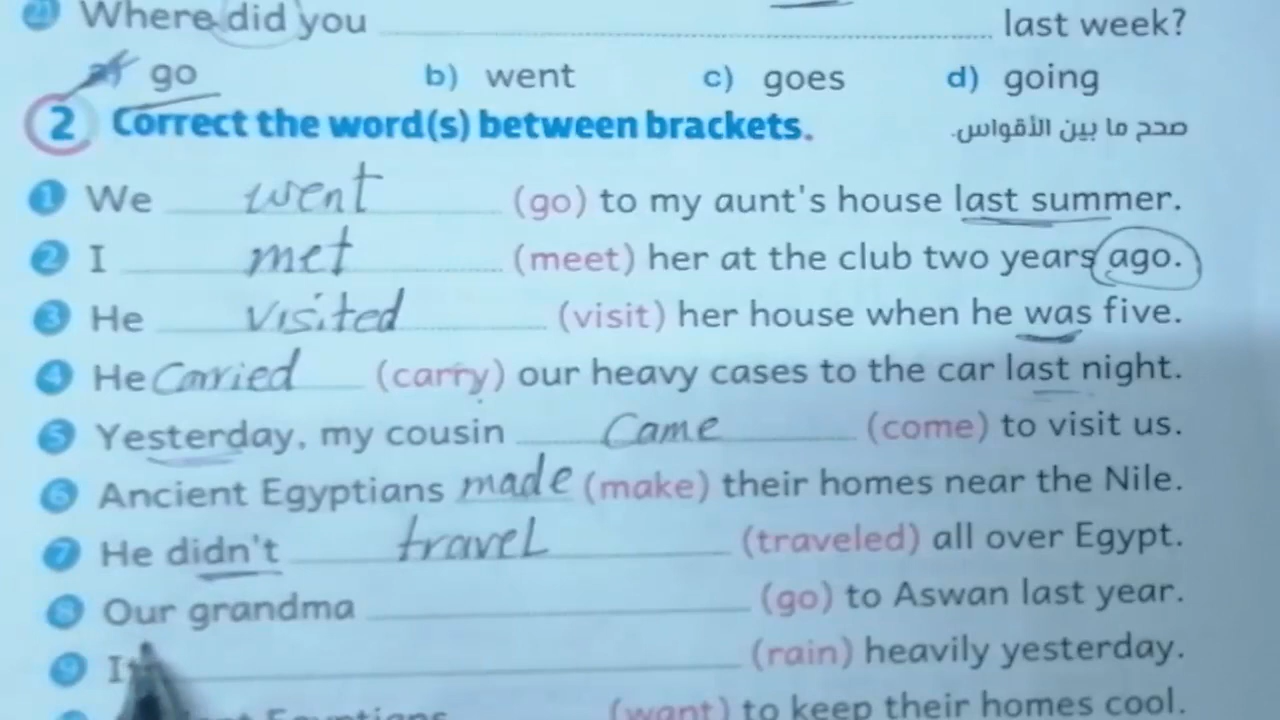 21 Where did you ........ last week?
a) go b) went c) goes d) going
2 Correct the word(s) between brackets. صحح ما بين الأقواس.
1 We went (go) to my aunt's house last summer.
2 I met (meet) her at the club two years ago.
3 He visited (visit) her house when he was five.
4 He Carried (carry) our heavy cases to the car last night.
5 Yesterday, my cousin Came (come) to visit us.
6 Ancient Egyptians made (make) their homes near the Nile.
7 He didn't travel (traveled) all over Egypt.
8 Our grandma (go) to Aswan last year.
9 It (rain) heavily yesterday.
Egyptians (want) to keep their homes cool.